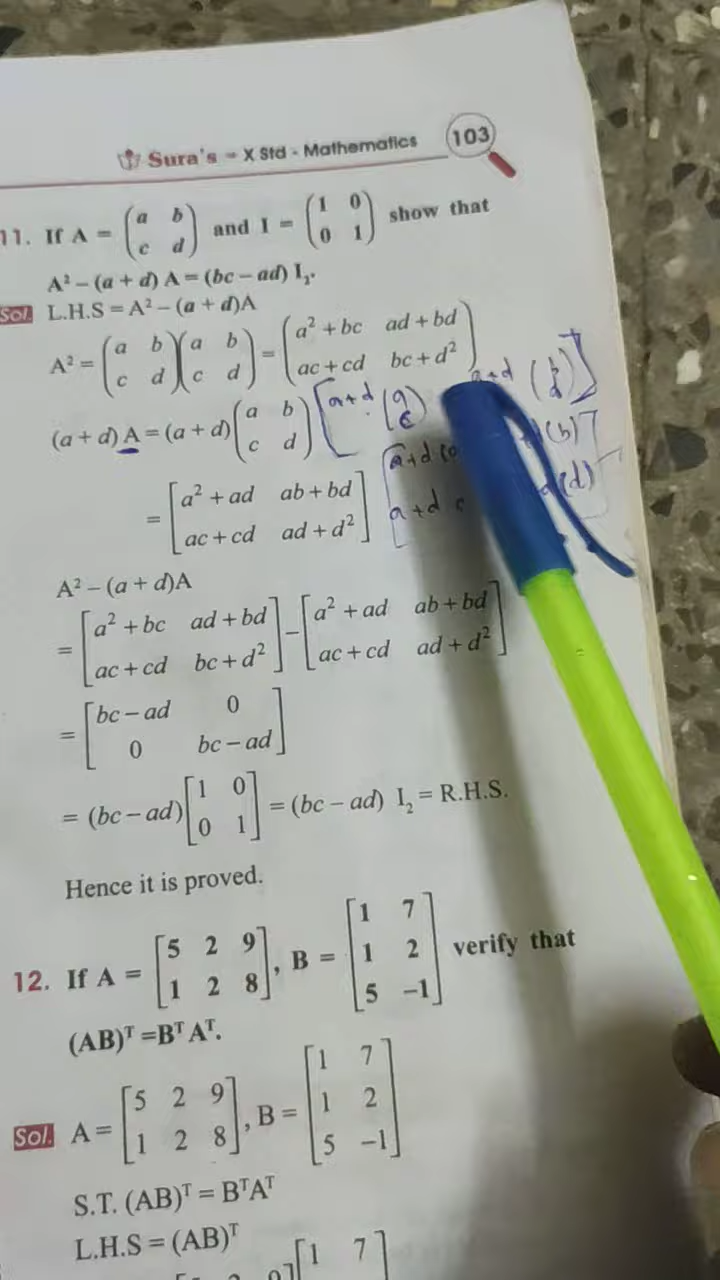 Sura's - X Std - Mathematics 103
11. If A = (a b; c d) and I = (1 0; 0 1) show that
A² – (a + d) A = (bc – ad) I₂.
Sol. L.H.S = A² – (a + d)A
A² = (a b; c d)(a b; c d) = (a² + bc ad + bd; ac + cd bc + d²)
(a + d) A = (a + d)(a b; c d) [a+d (a; c) a+d (b; d)]
= [a² + ad ab + bd; ac + cd ad + d²] [a+d (b); a+d c (d)
A² – (a + d)A
= [a² + bc ad + bd; ac + cd bc + d²] – [a² + ad ab + bd; ac + cd ad + d²]
= [bc – ad 0; 0 bc – ad]
= (bc – ad)[1 0; 0 1] = (bc – ad) I₂ = R.H.S.
Hence it is proved.
12. If A = [5 2 9; 1 2 8], B = [1 7; 1 2; 5 –1] verify that
(AB)ᵀ =BᵀAᵀ.
Sol. A = [5 2 9; 1 2 8], B = [1 7; 1 2; 5 –1]
S.T. (AB)ᵀ = BᵀAᵀ
L.H.S = (AB)ᵀ
[1 7